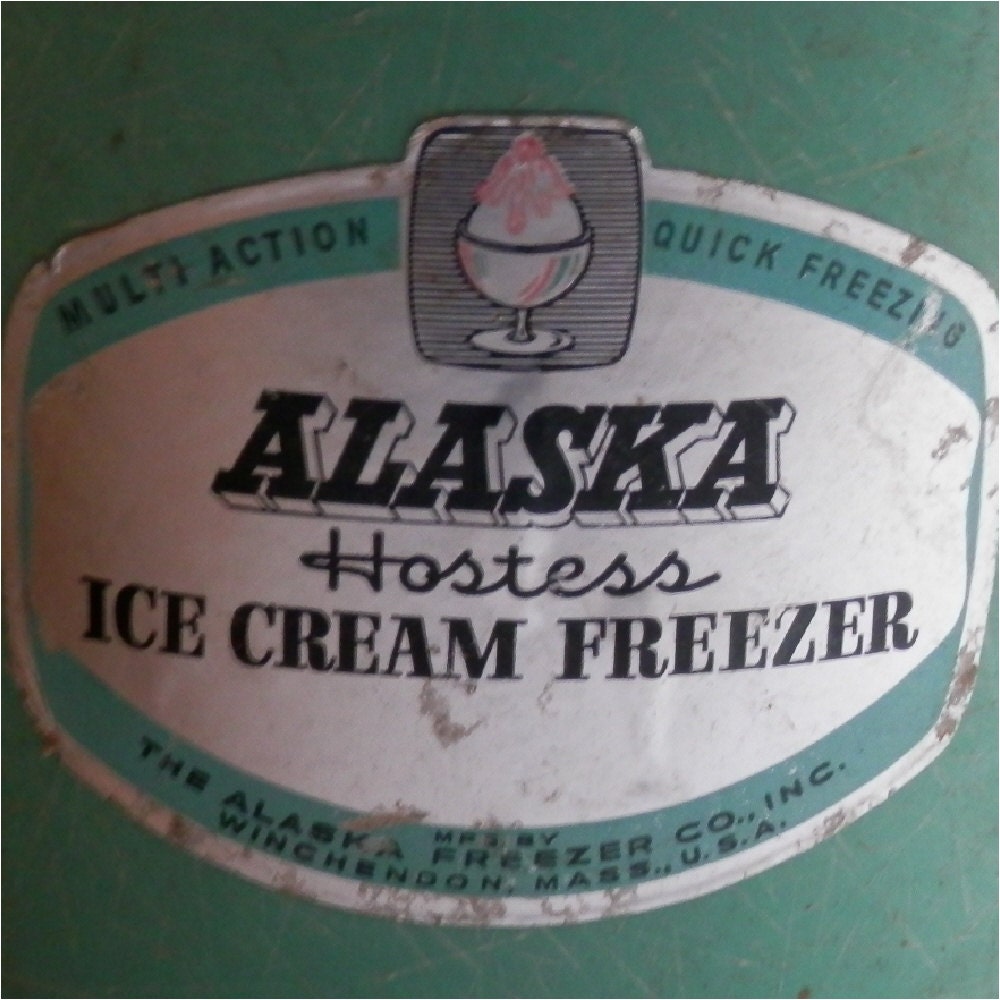 MULTI ACTION
QUICK FREEZING
ALASKA
Hostess
ICE CREAM FREEZER
MFD. BY
THE ALASKA FREEZER CO., INC.
WINCHENDON, MASS., U.S.A.